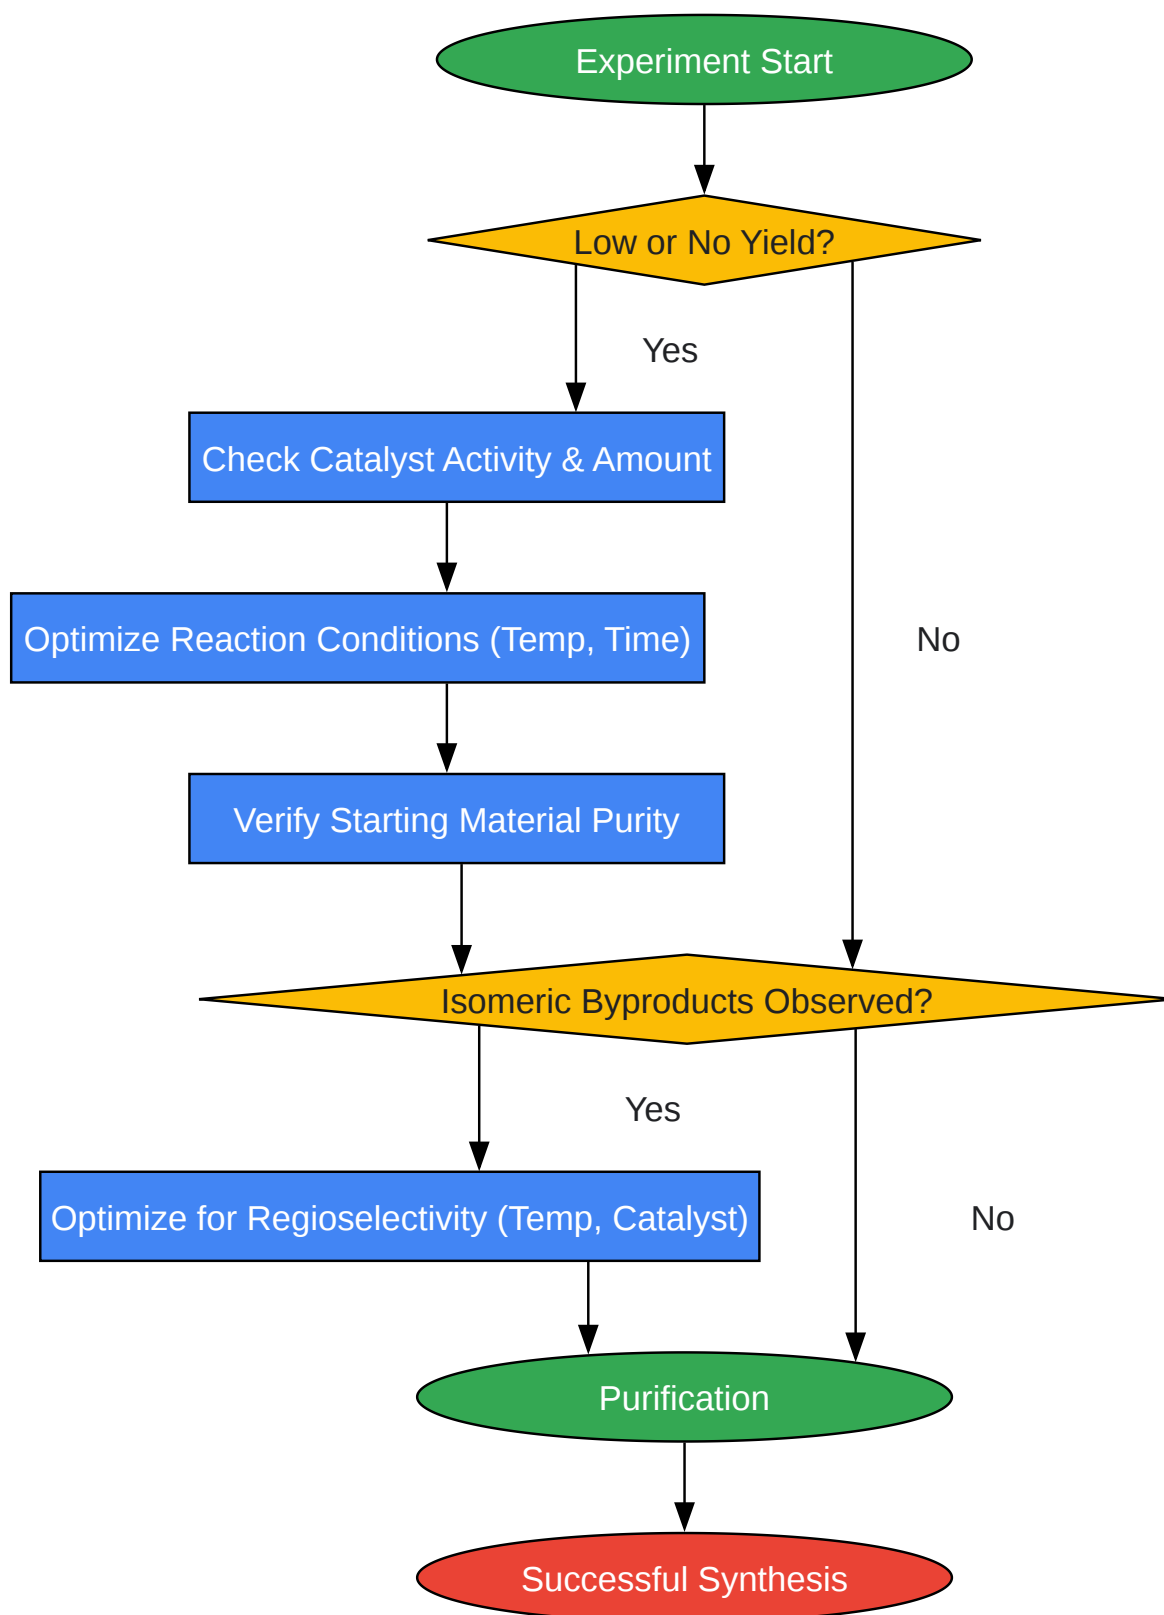 Experiment Start
Low or No Yield?
Yes
Check Catalyst Activity & Amount
Optimize Reaction Conditions (Temp, Time)
No
Verify Starting Material Purity
Isomeric Byproducts Observed?
Yes
Optimize for Regioselectivity (Temp, Catalyst)
No
Purification
Successful Synthesis